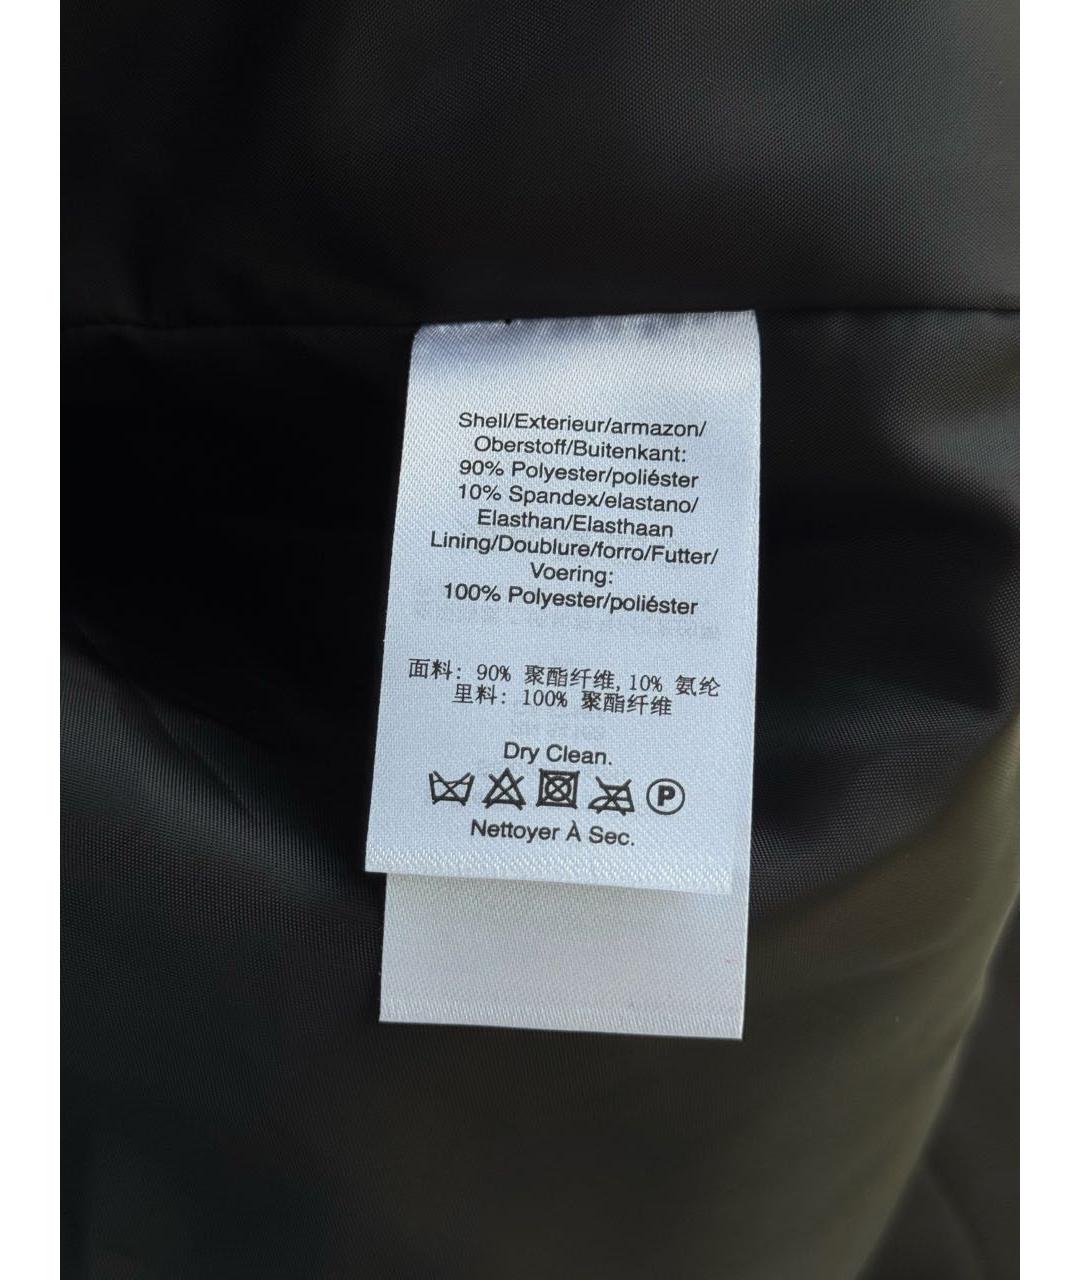 Shell/Exterieur/armazon/
Oberstoff/Buitenkant:
90% Polyester/poliéster
10% Spandex/elastano/
Elasthan/Elasthaan
Lining/Doublure/forro/Futter/
Voering:
100% Polyester/poliéster
面料: 90% 聚酯纤维,10% 氨纶
里料: 100% 聚酯纤维
Dry Clean.
P
Nettoyer À Sec.